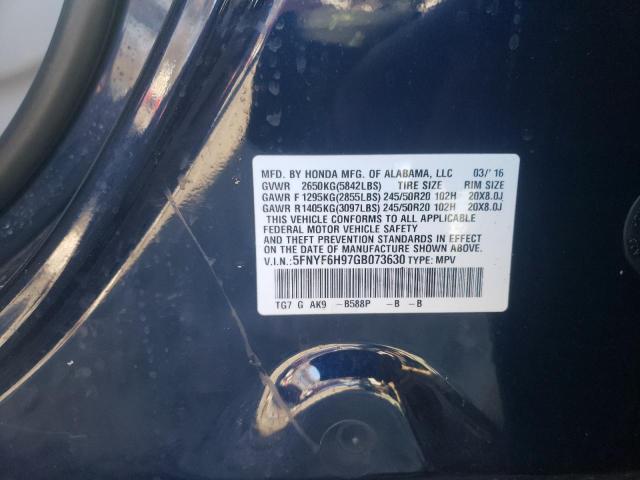 MFD. BY HONDA MFG. OF ALABAMA, LLC 03/'16
GVWR 2650KG(5842LBS) TIRE SIZE RIM SIZE
GAWR F 1295KG(2855LBS) 245/50R20 102H 20X8.0J
GAWR R 1405KG(3097LBS) 245/50R20 102H 20X8.0J
THIS VEHICLE CONFORMS TO ALL APPLICABLE
FEDERAL MOTOR VEHICLE SAFETY
AND THEFT PREVENTION STANDARDS IN EFFECT
ON THE DATE OF MANUFACTURE SHOWN ABOVE.
V.I.N.: 5FNYF6H97GB073630 TYPE: MPV
TG7 G AK9 -B588P -B -B